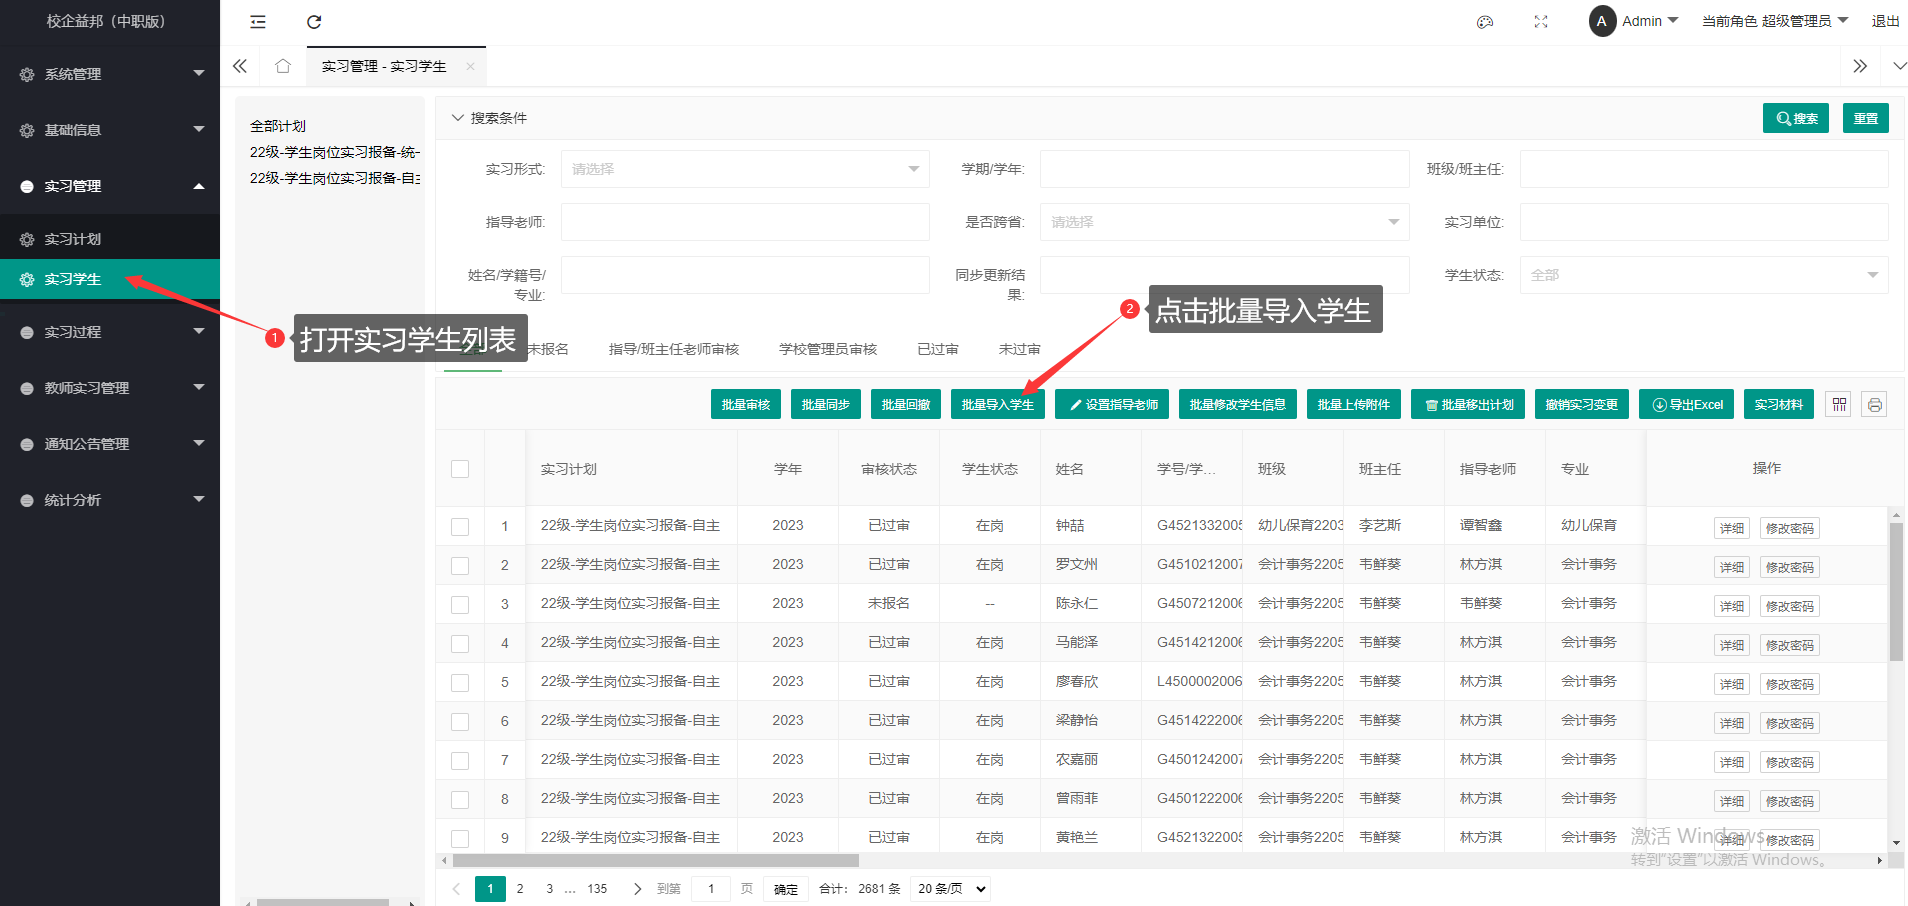 校企益邦（中职版）
A Admin 当前角色 超级管理员 退出
系统管理
基础信息
实习管理
实习计划
实习学生
实习过程
教师实习管理
通知公告管理
统计分析
实习管理 - 实习学生
全部计划
22级-学生岗位实习报备-统一
22级-学生岗位实习报备-自主
搜索条件 搜索 重置
实习形式: 请选择 学期/学年: 班级/班主任:
指导老师: 是否跨省: 请选择 实习单位:
姓名/学籍号/专业: 同步更新结果: 学生状态: 全部
1 打开实习学生列表
2 点击批量导入学生
未报名 指导/班主任老师审核 学校管理员审核 已过审 未过审
批量审核 批量同步 批量回撤 批量导入学生 设置指导老师 批量修改学生信息 批量上传附件 批量移出计划 撤销实习变更 导出Excel 实习材料
实习计划 学年 审核状态 学生状态 姓名 学号/学... 班级 班主任 指导老师 专业 操作
1 22级-学生岗位实习报备-自主 2023 已过审 在岗 钟喆 G4521332005 幼儿保育2203 李艺斯 谭智鑫 幼儿保育 详细 修改密码
2 22级-学生岗位实习报备-自主 2023 已过审 在岗 罗文州 G4510212007 会计事务2205 韦鲜葵 林方淇 会计事务 详细 修改密码
3 22级-学生岗位实习报备-自主 2023 未报名 -- 陈永仁 G4507212006 会计事务2205 韦鲜葵 韦鲜葵 会计事务 详细 修改密码
4 22级-学生岗位实习报备-自主 2023 已过审 在岗 马能泽 G4514212006 会计事务2205 韦鲜葵 林方淇 会计事务 详细 修改密码
5 22级-学生岗位实习报备-自主 2023 已过审 在岗 廖春欣 L4500002006 会计事务2205 韦鲜葵 林方淇 会计事务 详细 修改密码
6 22级-学生岗位实习报备-自主 2023 已过审 在岗 梁静怡 G4514222006 会计事务2205 韦鲜葵 林方淇 会计事务 详细 修改密码
7 22级-学生岗位实习报备-自主 2023 已过审 在岗 农嘉丽 G4501242007 会计事务2205 韦鲜葵 林方淇 会计事务 详细 修改密码
8 22级-学生岗位实习报备-自主 2023 已过审 在岗 曾雨菲 G4501222006 会计事务2205 韦鲜葵 林方淇 会计事务 详细 修改密码
9 22级-学生岗位实习报备-自主 2023 已过审 在岗 黄艳兰 G4521322005 会计事务2205 韦鲜葵 林方淇 会计事务 详细 修改密码
激活 Windows
转到"设置"以激活 Windows。
1 2 3 ... 135 到第 1 页 确定 合计： 2681 条 20 条/页